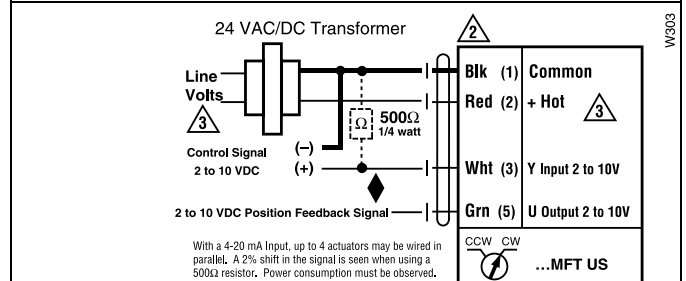 24 VAC/DC Transformer
W303
2
Line
Volts
3
Blk (1) Common
Red (2) + Hot
3
Ω
500Ω
1/4 watt
Control Signal
2 to 10 VDC
(–)
(+)
Wht (3) Y Input 2 to 10V
2 to 10 VDC Position Feedback Signal
Grn (5) U Output 2 to 10V
With a 4-20 mA Input, up to 4 actuators may be wired in
parallel. A 2% shift in the signal is seen when using a
500Ω resistor. Power consumption must be observed.
CCW CW
...MFT US